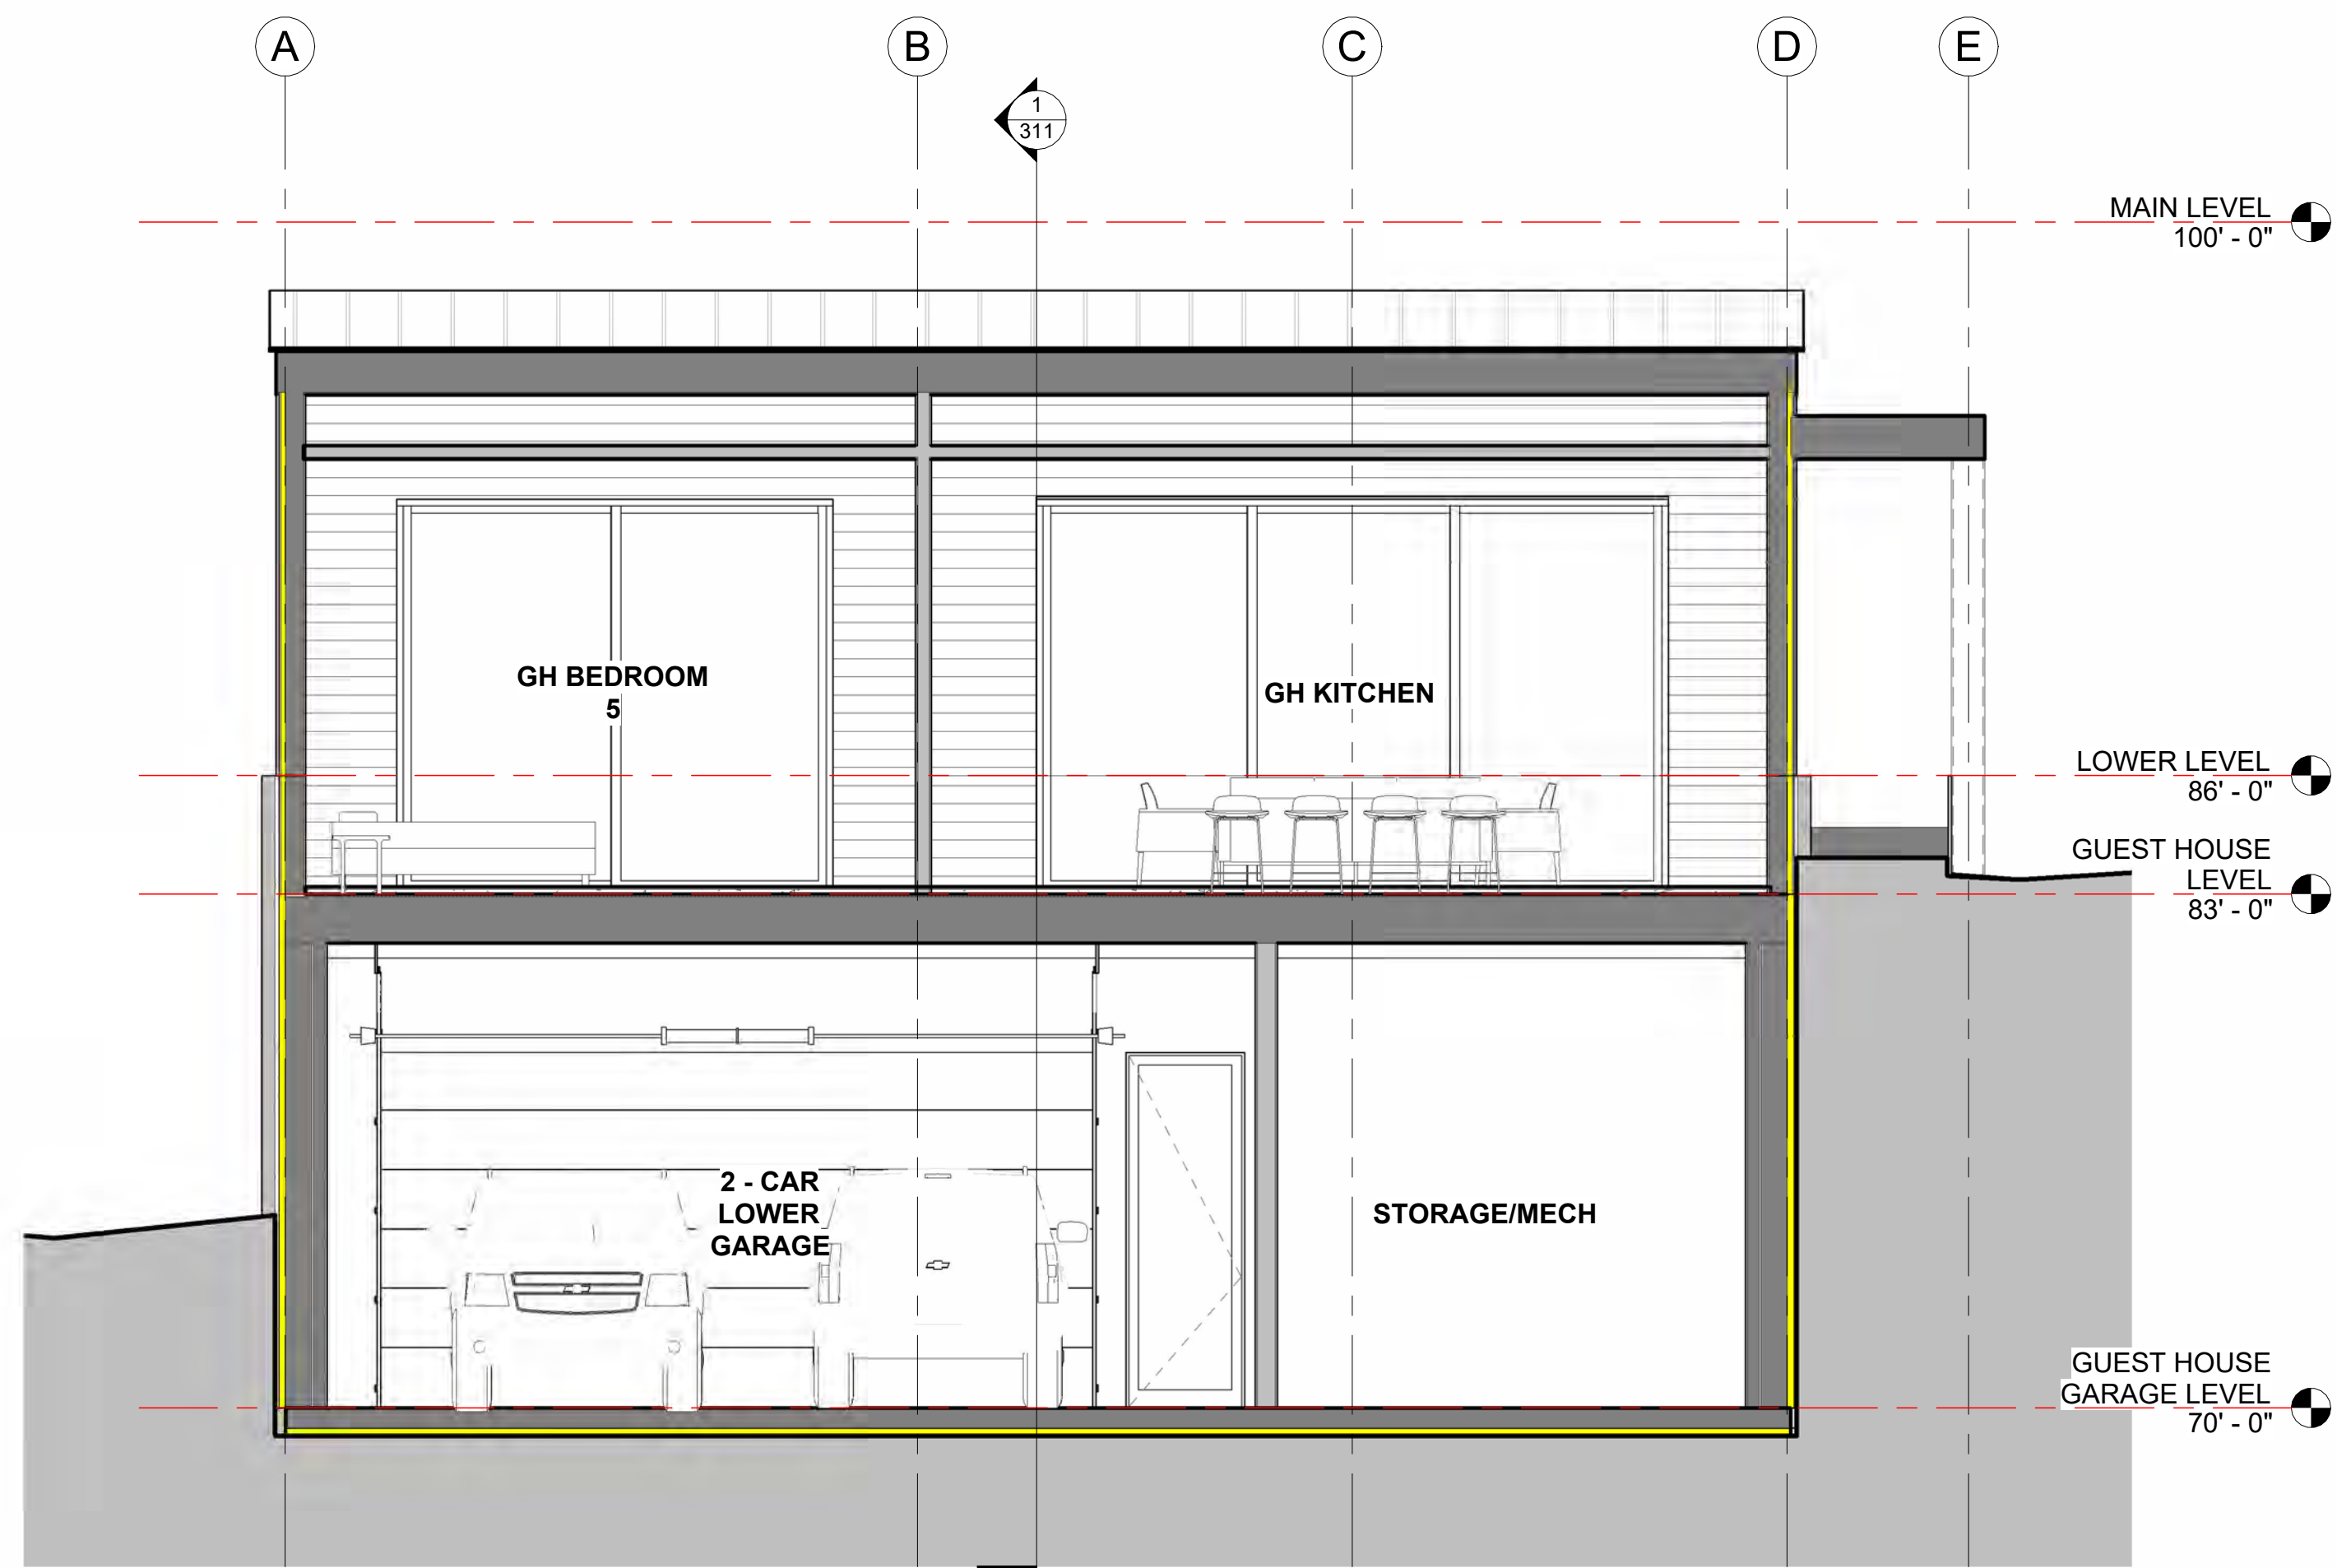 A
B
C
D
E
1
311
MAIN LEVEL
100' - 0"
GH BEDROOM
5
GH KITCHEN
LOWER LEVEL
86' - 0"
GUEST HOUSE
LEVEL
83' - 0"
2 - CAR
LOWER
GARAGE
STORAGE/MECH
GUEST HOUSE
GARAGE LEVEL
70' - 0"